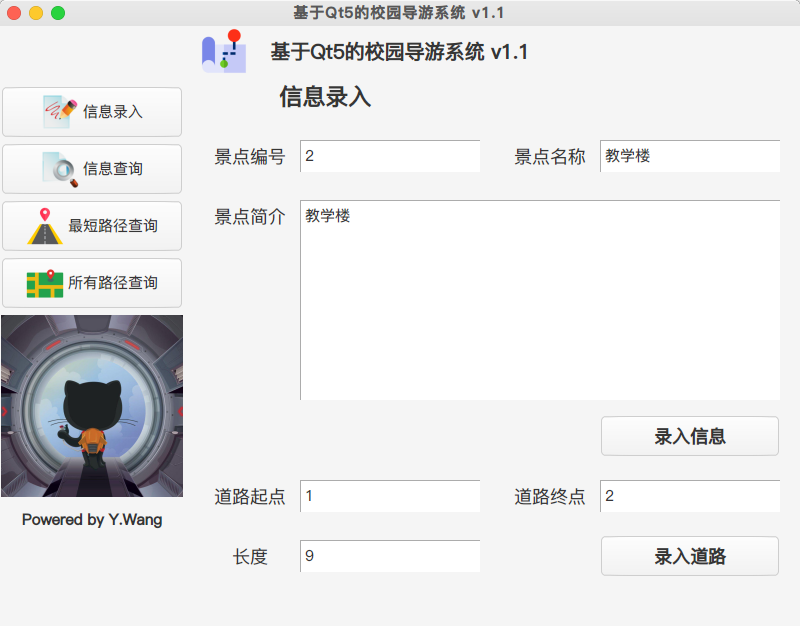 基于Qt5的校园导游系统 v1.1
基于Qt5的校园导游系统 v1.1
信息录入
信息录入
信息查询
最短路径查询
所有路径查询
Powered by Y.Wang
景点编号 2 景点名称 教学楼
景点简介 教学楼
录入信息
道路起点 1 道路终点 2
长度 9 录入道路